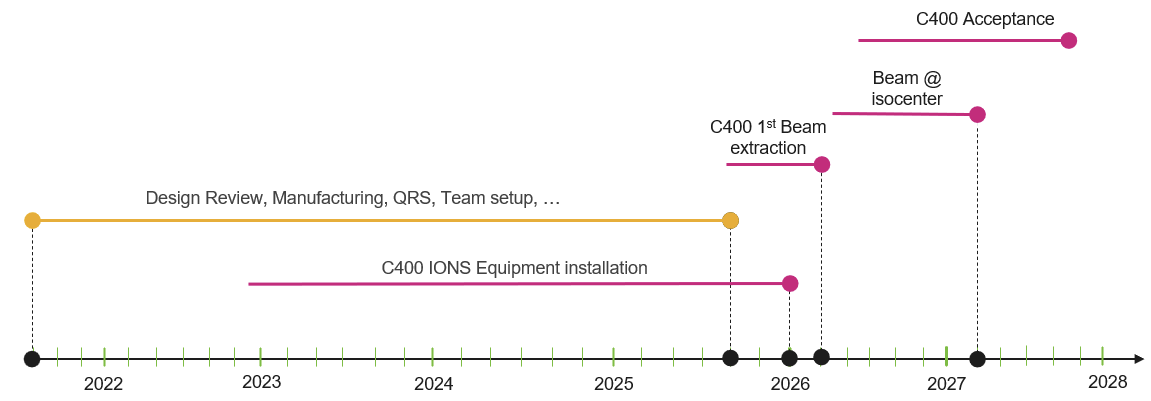 C400 Acceptance
Beam @
isocenter
C400 1st Beam
extraction
Design Review, Manufacturing, QRS, Team setup, …
C400 IONS Equipment installation
2022
2023
2024
2025
2026
2027
2028